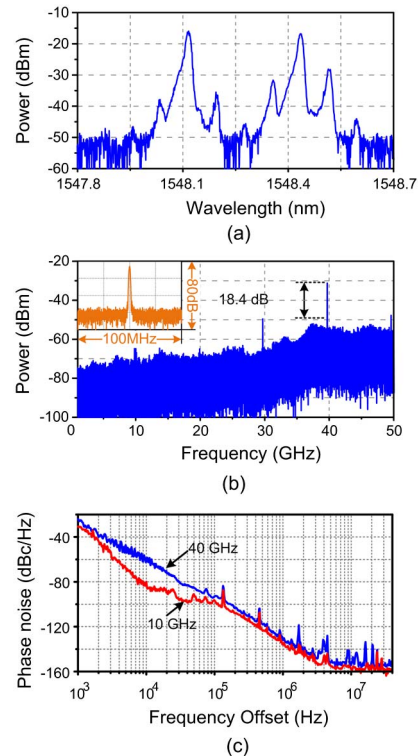 -10
-20
-30
-40
-50
-60
Power (dBm)
1547.8 1548.1 1548.4 1548.7
Wavelength (nm)
(a)
-20
-40
-60
-80
-100
Power (dBm)
80dB
100MHz
18.4 dB
0 10 20 30 40 50
Frequency (GHz)
(b)
-40
-80
-120
-160
Phase noise (dBc/Hz)
40 GHz
10 GHz
10³ 10⁴ 10⁵ 10⁶ 10⁷
Frequency Offset (Hz)
(c)